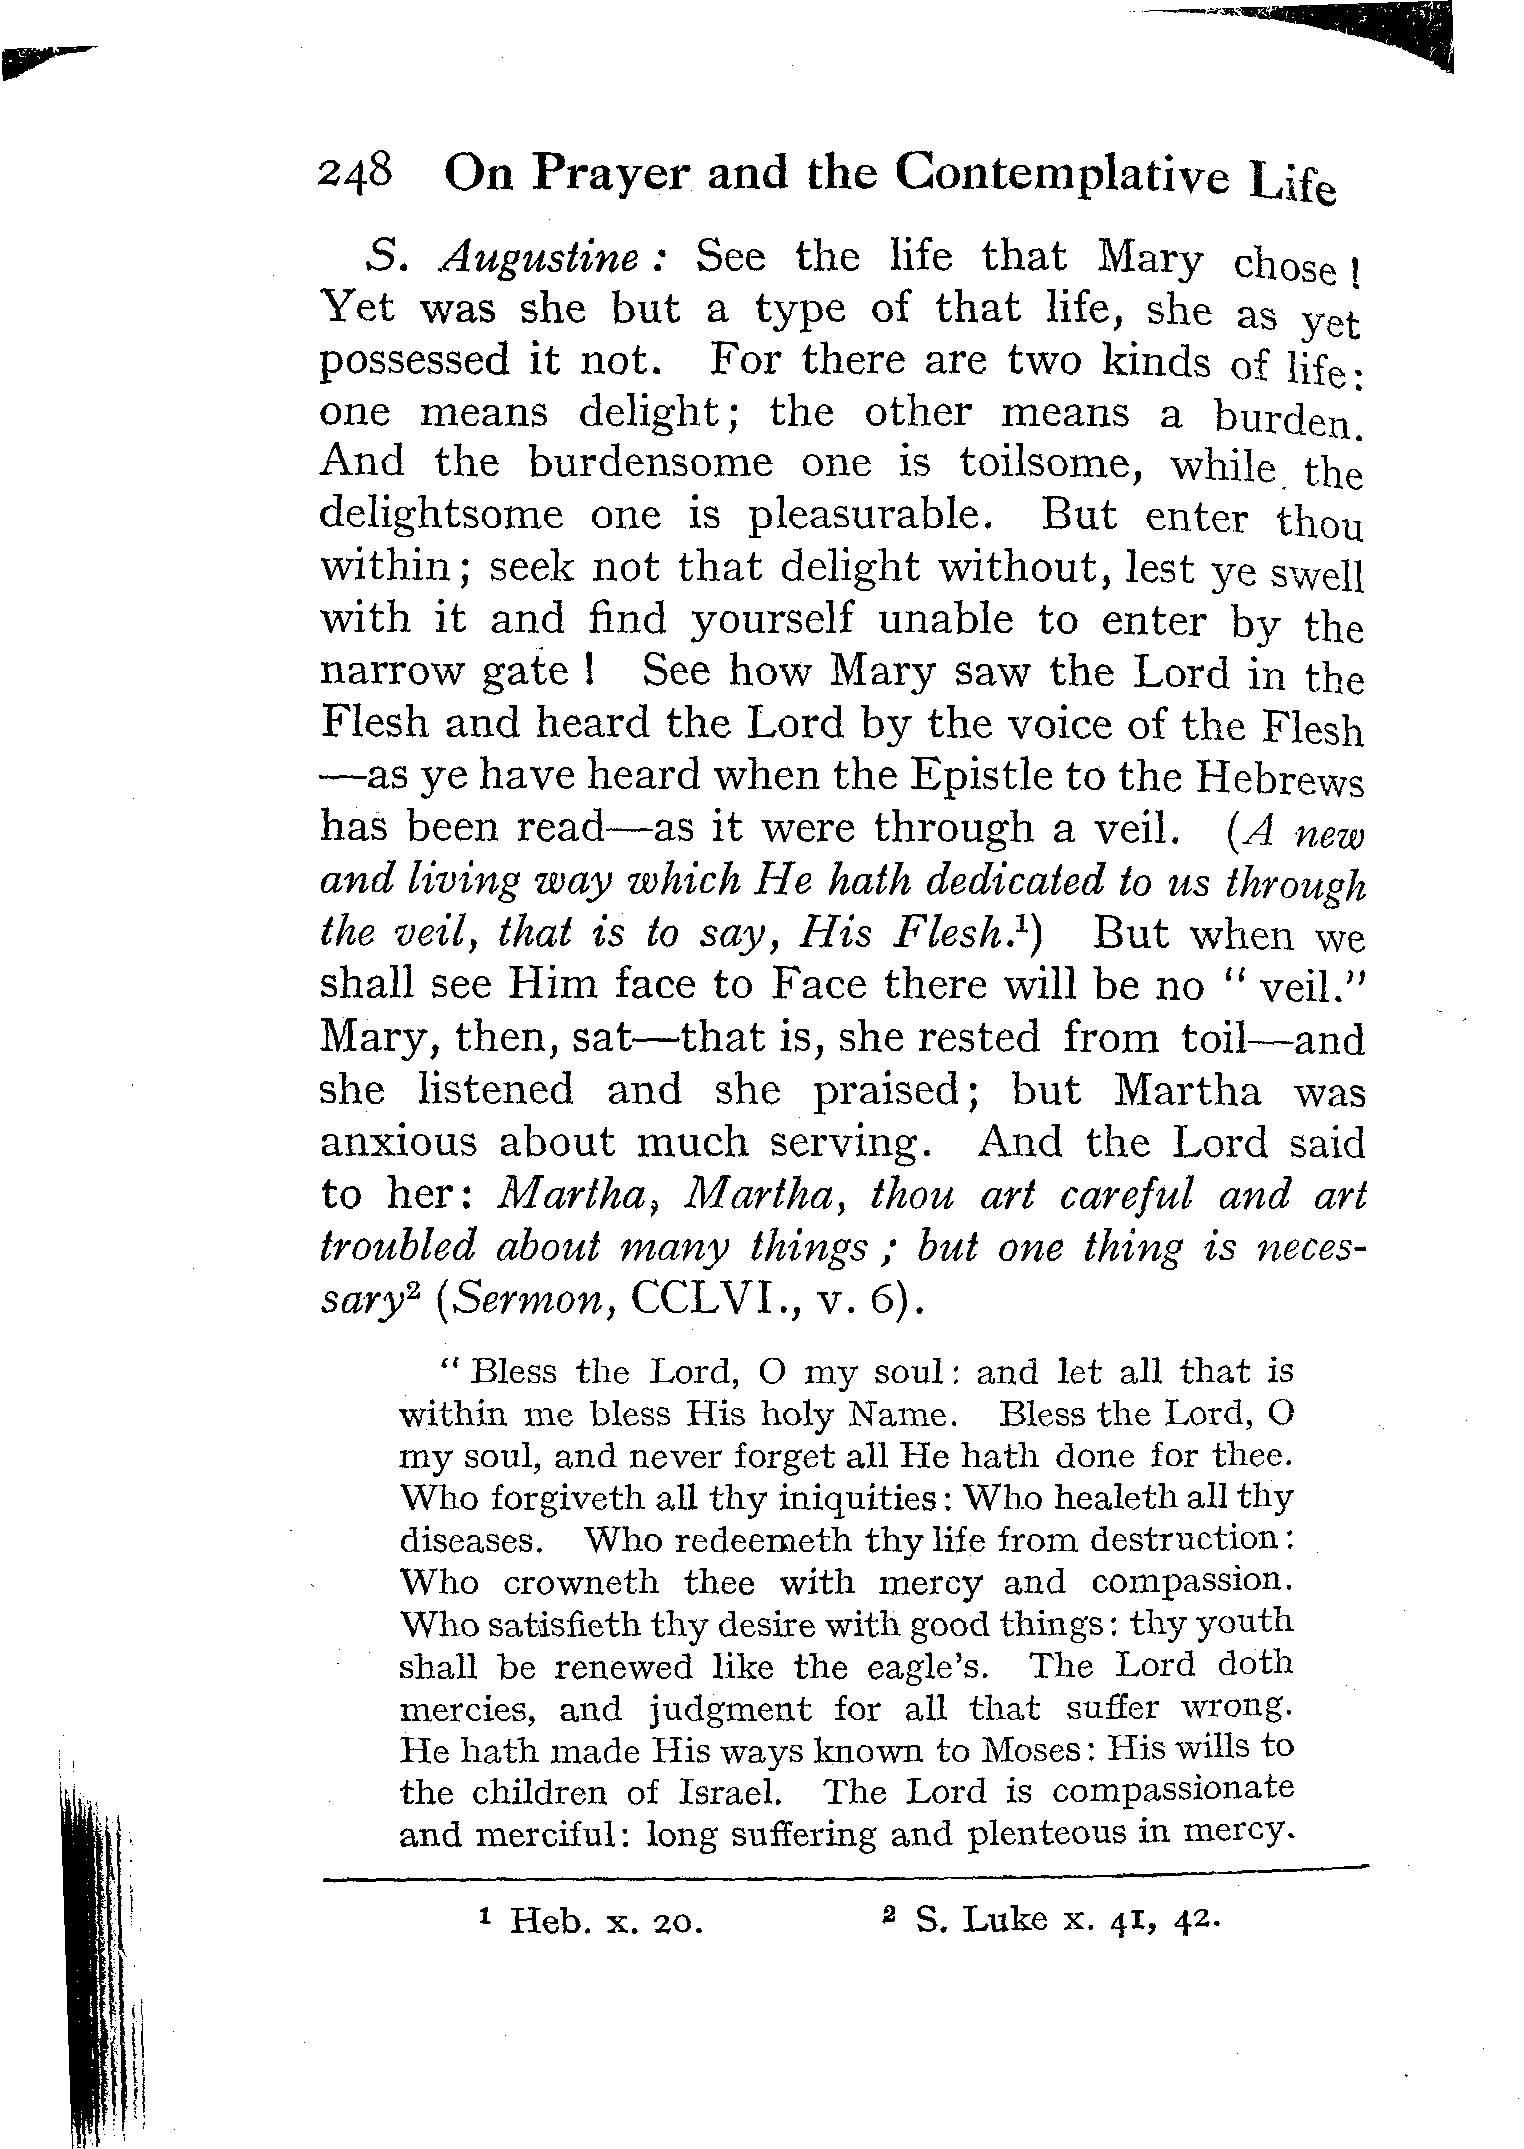 248 On Prayer and the Contemplative Life
S. Augustine : See the life that Mary chose !
Yet was she but a type of that life, she as yet
possessed it not. For there are two kinds of life:
one means delight; the other means a burden.
And the burdensome one is toilsome, while the
delightsome one is pleasurable. But enter thou
within; seek not that delight without, lest ye swell
with it and find yourself unable to enter by the
narrow gate ! See how Mary saw the Lord in the
Flesh and heard the Lord by the voice of the Flesh
—as ye have heard when the Epistle to the Hebrews
has been read—as it were through a veil. (A new
and living way which He hath dedicated to us through
the veil, that is to say, His Flesh.¹) But when we
shall see Him face to Face there will be no “ veil.”
Mary, then, sat—that is, she rested from toil—and
she listened and she praised; but Martha was
anxious about much serving. And the Lord said
to her: Martha, Martha, thou art careful and art
troubled about many things ; but one thing is neces-
sary² (Sermon, CCLVI., v. 6).
“ Bless the Lord, O my soul: and let all that is
within me bless His holy Name. Bless the Lord, O
my soul, and never forget all He hath done for thee.
Who forgiveth all thy iniquities: Who healeth all thy
diseases. Who redeemeth thy life from destruction:
Who crowneth thee with mercy and compassion.
Who satisfieth thy desire with good things: thy youth
shall be renewed like the eagle's. The Lord doth
mercies, and judgment for all that suffer wrong.
He hath made His ways known to Moses: His wills to
the children of Israel. The Lord is compassionate
and merciful: long suffering and plenteous in mercy.
¹ Heb. x. 20. ² S. Luke x. 41, 42.